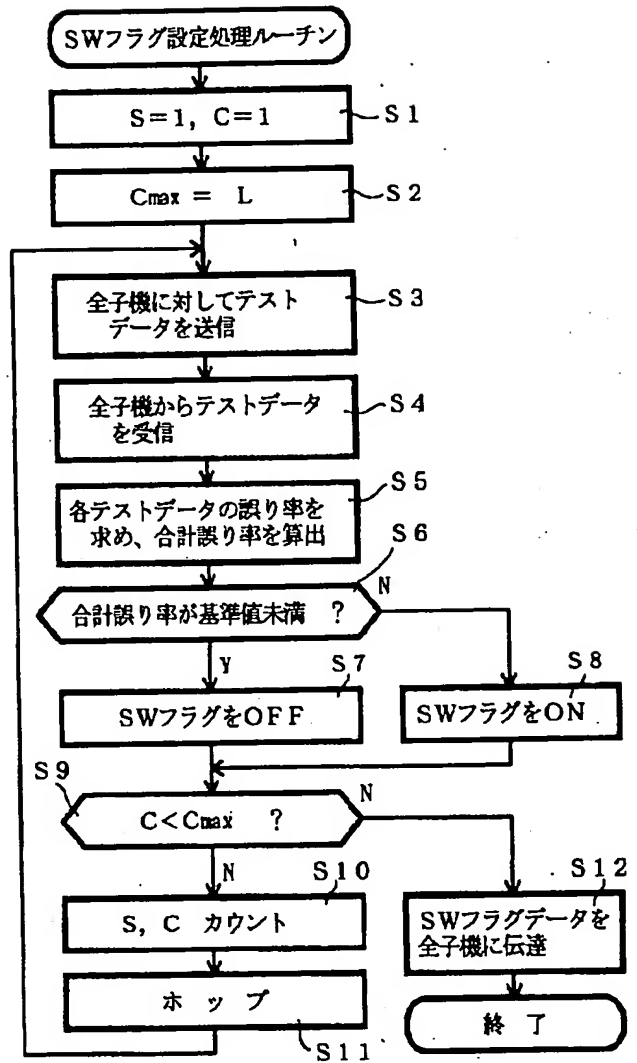 SWフラグ設定処理ルーチン
S=1, C=1
S1
Cmax = L
S2
全子機に対してテスト
データを送信
S3
全子機からテストデータ
を受信
S4
各テストデータの誤り率を
求め、合計誤り率を算出
S5
合計誤り率が基準値未満 ?
S6
N
Y
SWフラグをOFF
S7
SWフラグをON
S8
S9
C<Cmax ?
N
N
S, C カウント
S10
ホップ
S11
SWフラグデータを
全子機に伝達
S12
終了